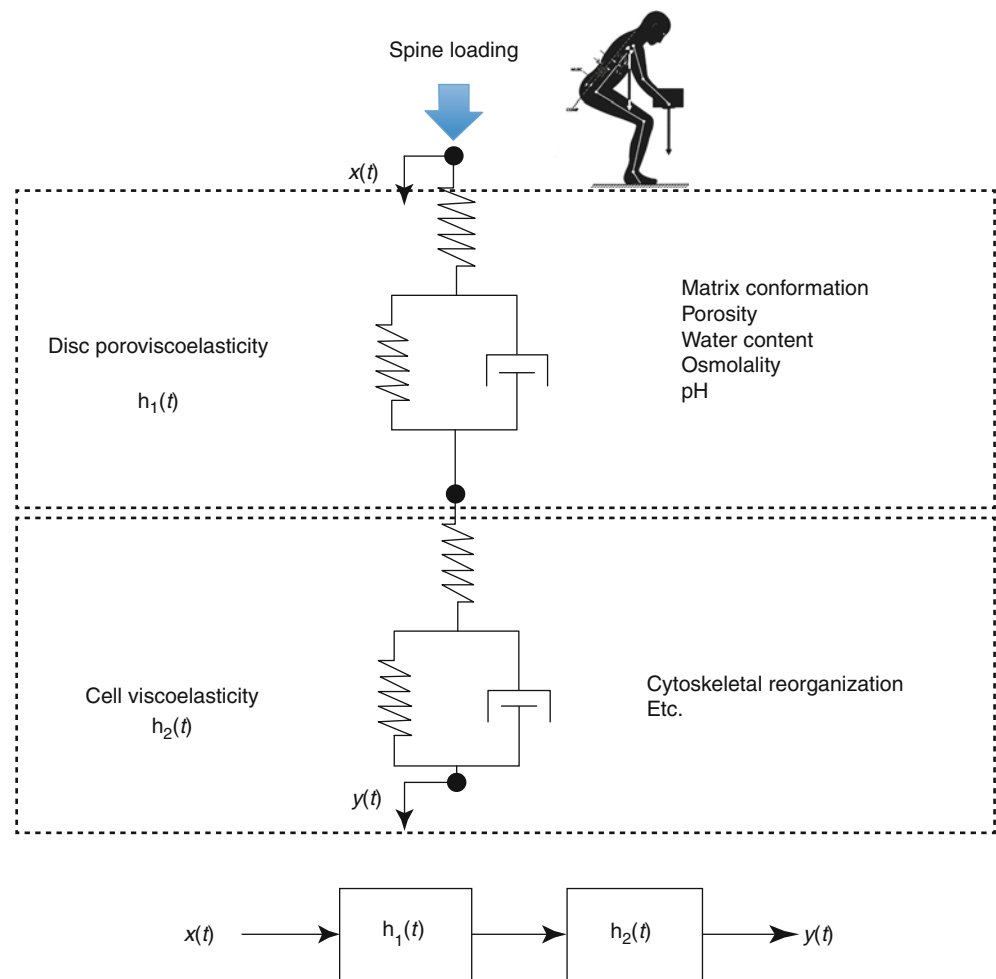 Spine loading
x(t)
Disc poroviscoelasticity
h₁(t)
Matrix conformation
Porosity
Water content
Osmolality
pH
Cell viscoelasticity
h₂(t)
Cytoskeletal reorganization
Etc.
y(t)
x(t)
h₁(t)
h₂(t)
y(t)